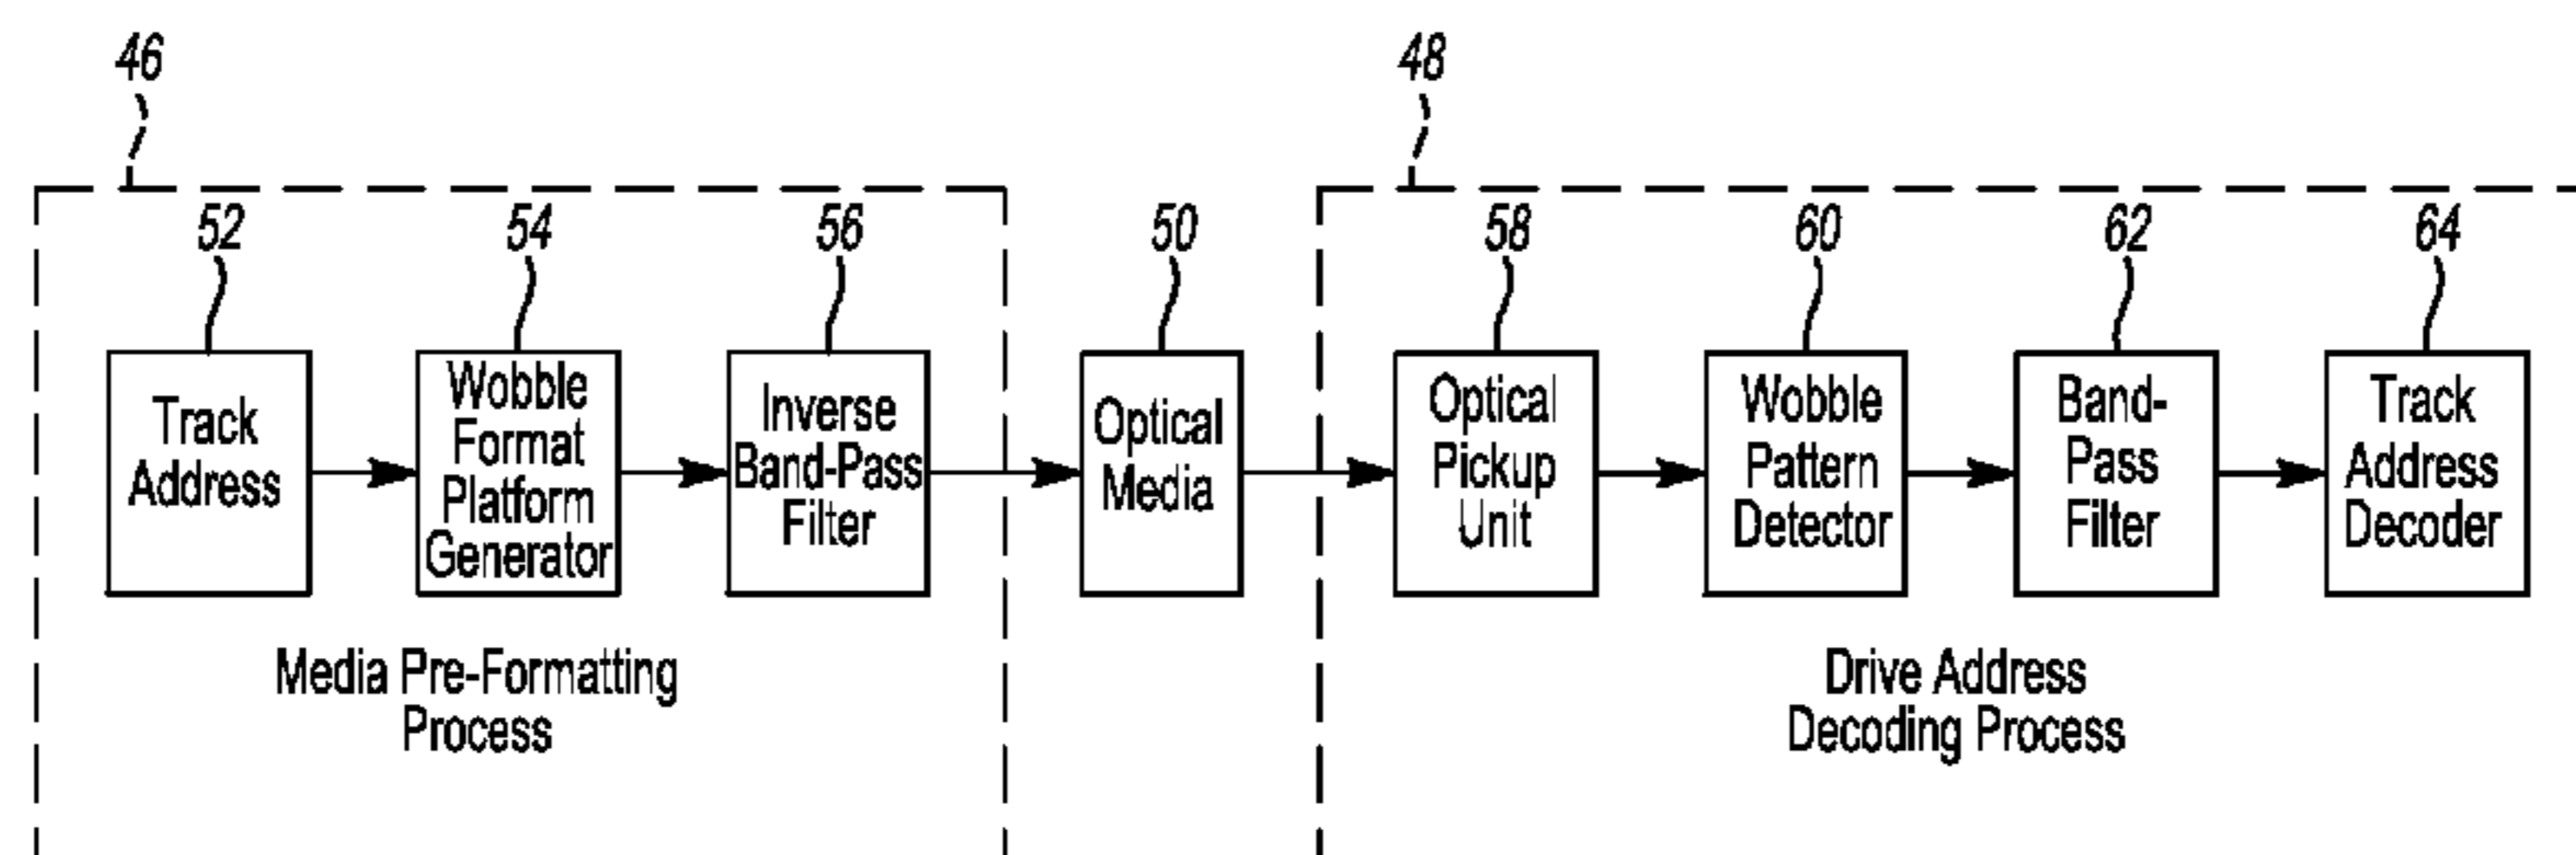 46
48
52
54
56
50
58
60
62
64
Track
Address
Wobble
Format
Platform
Generator
Inverse
Band-Pass
Filter
Optical
Media
Optical
Pickup
Unit
Wobble
Pattern
Detector
Band-
Pass
Filter
Track
Address
Decoder
Media Pre-Formatting
Process
Drive Address
Decoding Process